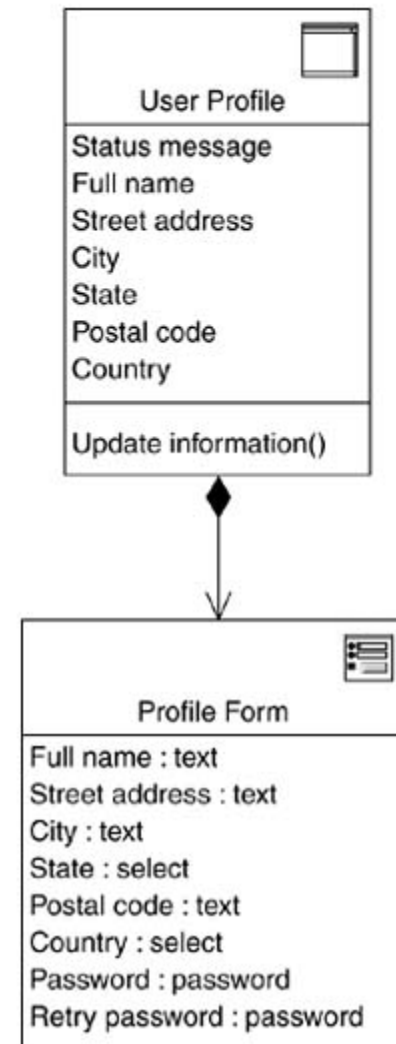 User Profile
Status message
Full name
Street address
City
State
Postal code
Country
Update information()
Profile Form
Full name : text
Street address : text
City : text
State : select
Postal code : text
Country : select
Password : password
Retry password : password